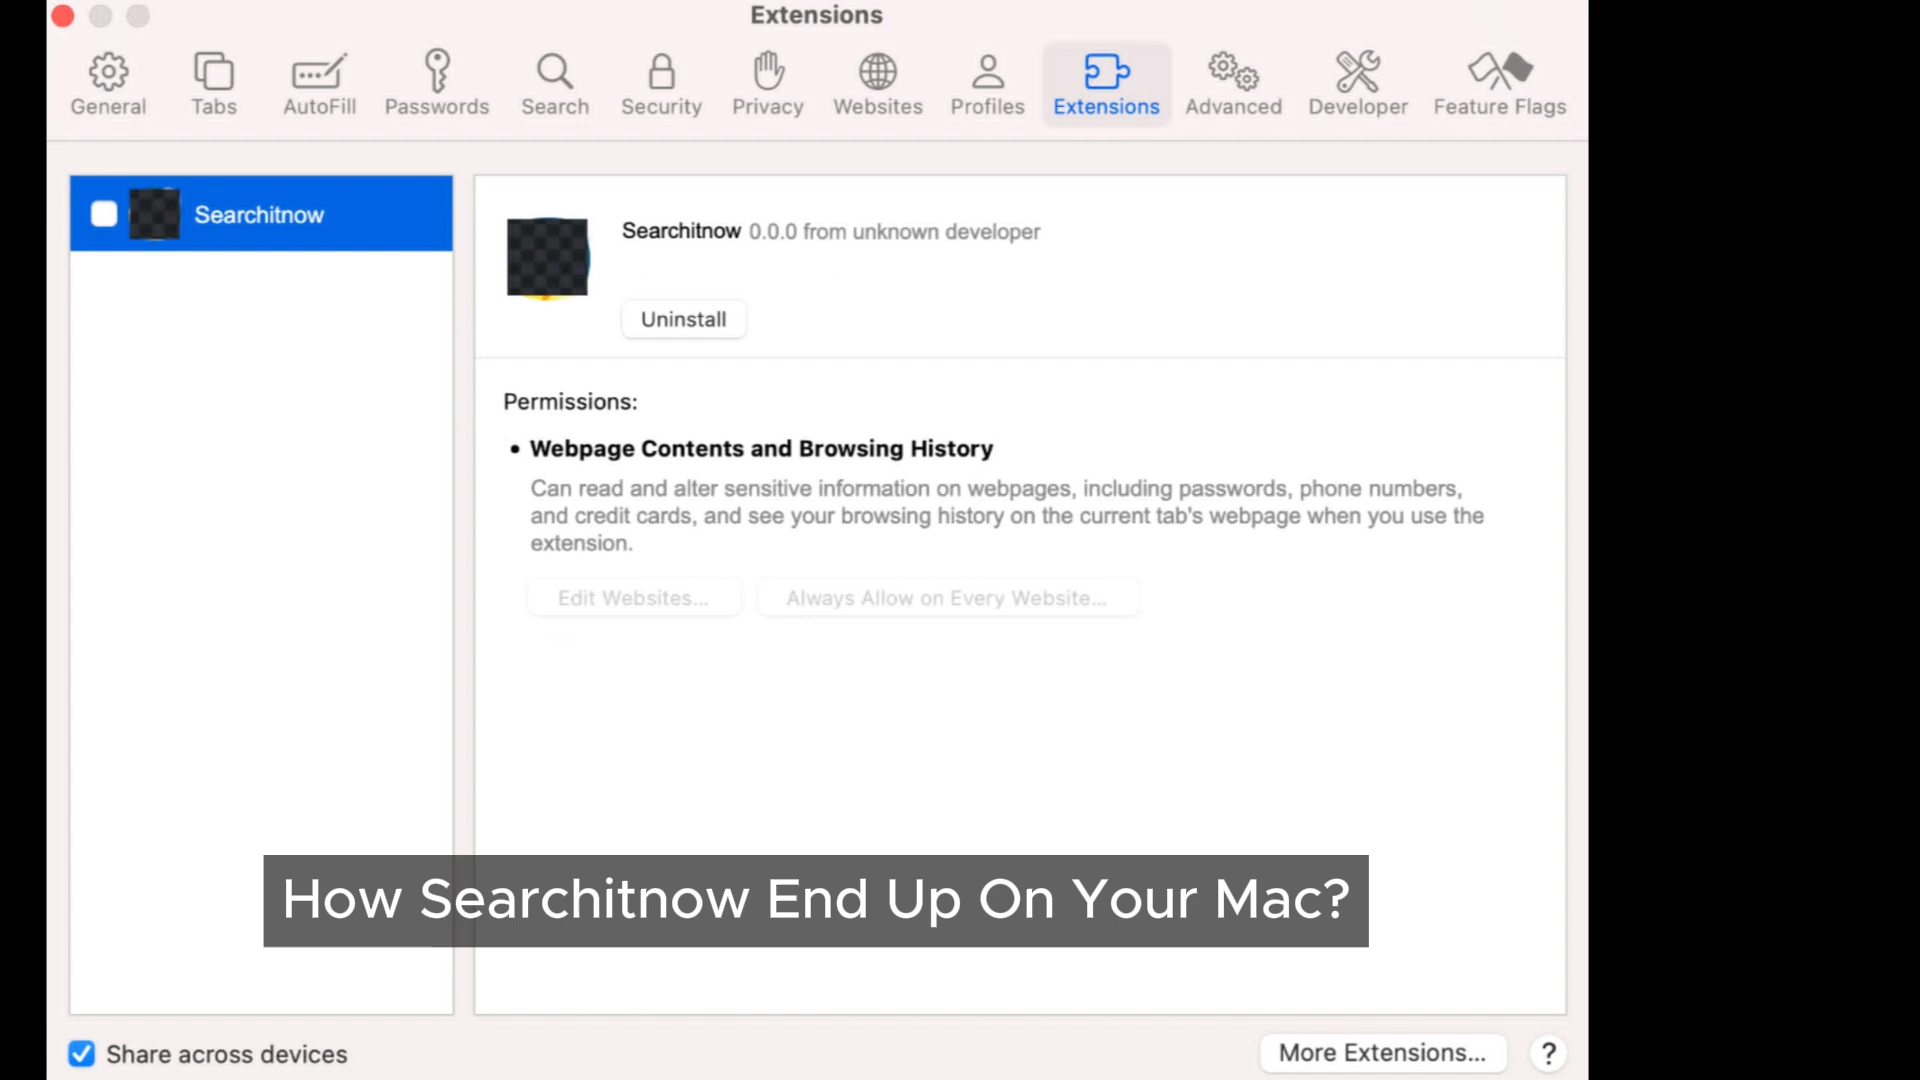 Extensions
General
Tabs
AutoFill
Passwords
Search
Security
Privacy
Websites
Profiles
Extensions
Advanced
Developer
Feature Flags
Searchitnow
Searchitnow 0.0.0 from unknown developer
Uninstall
Permissions:
• Webpage Contents and Browsing History
Can read and alter sensitive information on webpages, including passwords, phone numbers,
and credit cards, and see your browsing history on the current tab's webpage when you use the
extension.
Edit Websites...
Always Allow on Every Website...
How Searchitnow End Up On Your Mac?
Share across devices
More Extensions...
?